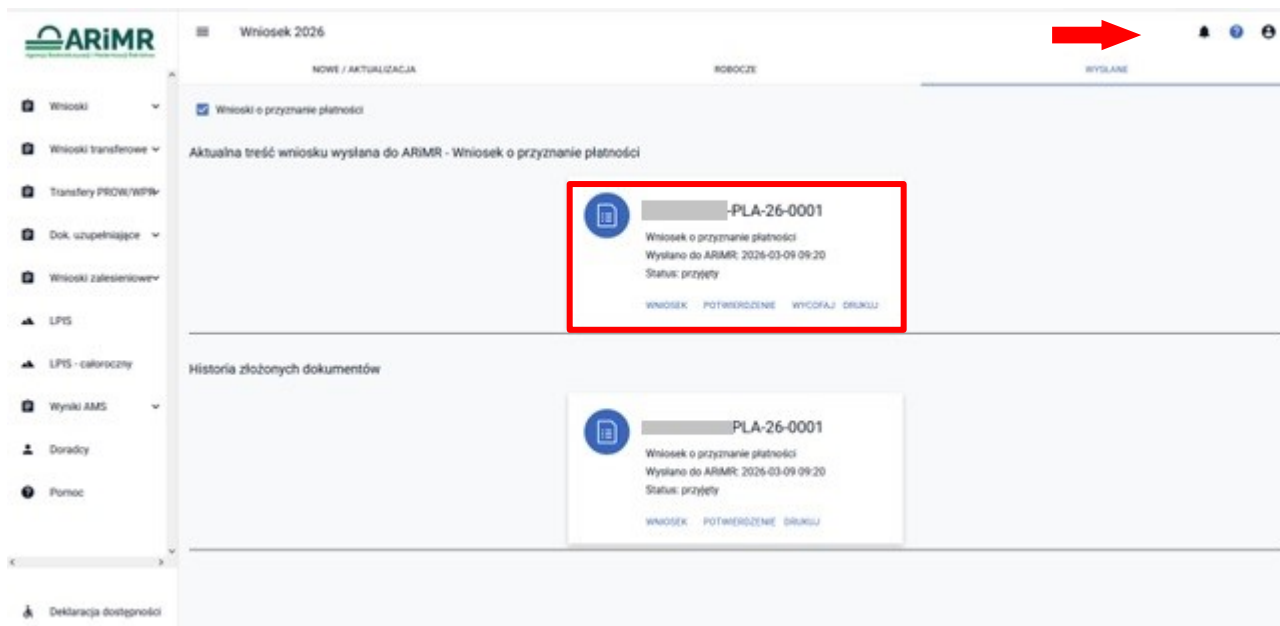 ARiMR
Wniosek 2026
NOWE / AKTUALIZACJA
ROBOCZE
WYSŁANE
Wnioski
Wnioski transferowe
Transfery PROW/WPR
Dok. uzupełniające
Wnioski zalesieniowe
LPIS
LPIS - całoroczny
Wyniki AMS
Doradcy
Pomoc
Deklaracja dostępności
Wnioski o przyznanie płatności
Aktualna treść wniosku wysłana do ARiMR - Wniosek o przyznanie płatności
-PLA-26-0001
Wniosek o przyznanie płatności
Wysłano do ARiMR: 2026-03-09 09:20
Status: przyjęty
WNIOSEK POTWIERDZENIE WYCOFAJ DRUKUJ
Historia złożonych dokumentów
PLA-26-0001
Wniosek o przyznanie płatności
Wysłano do ARiMR: 2026-03-09 09:20
Status: przyjęty
WNIOSEK POTWIERDZENIE DRUKUJ